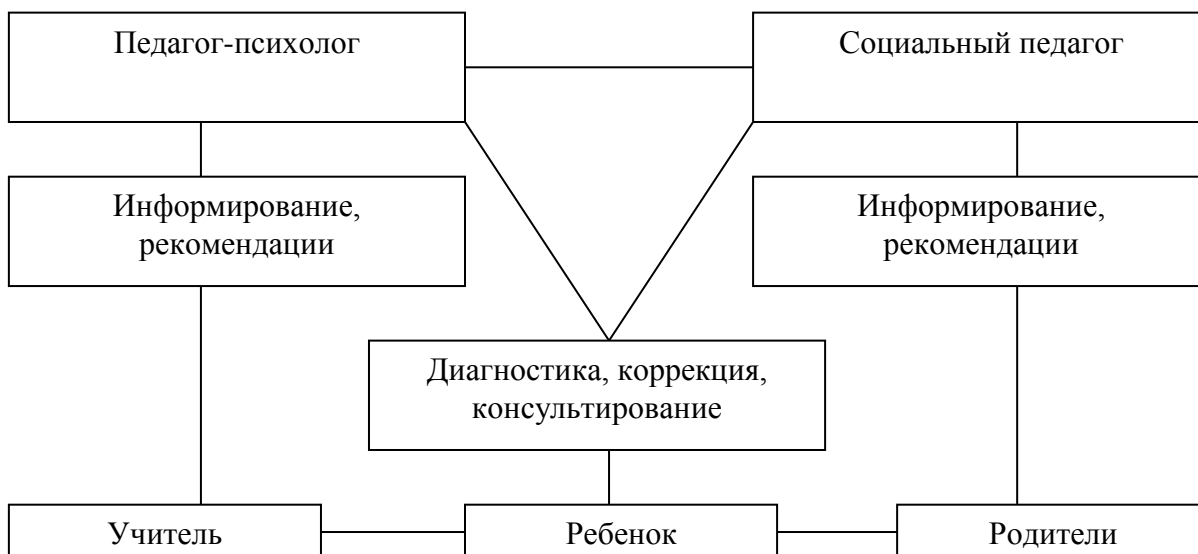 Педагог-психолог
Социальный педагог
Информирование,
рекомендации
Информирование,
рекомендации
Диагностика, коррекция,
консультирование
Учитель
Ребенок
Родители